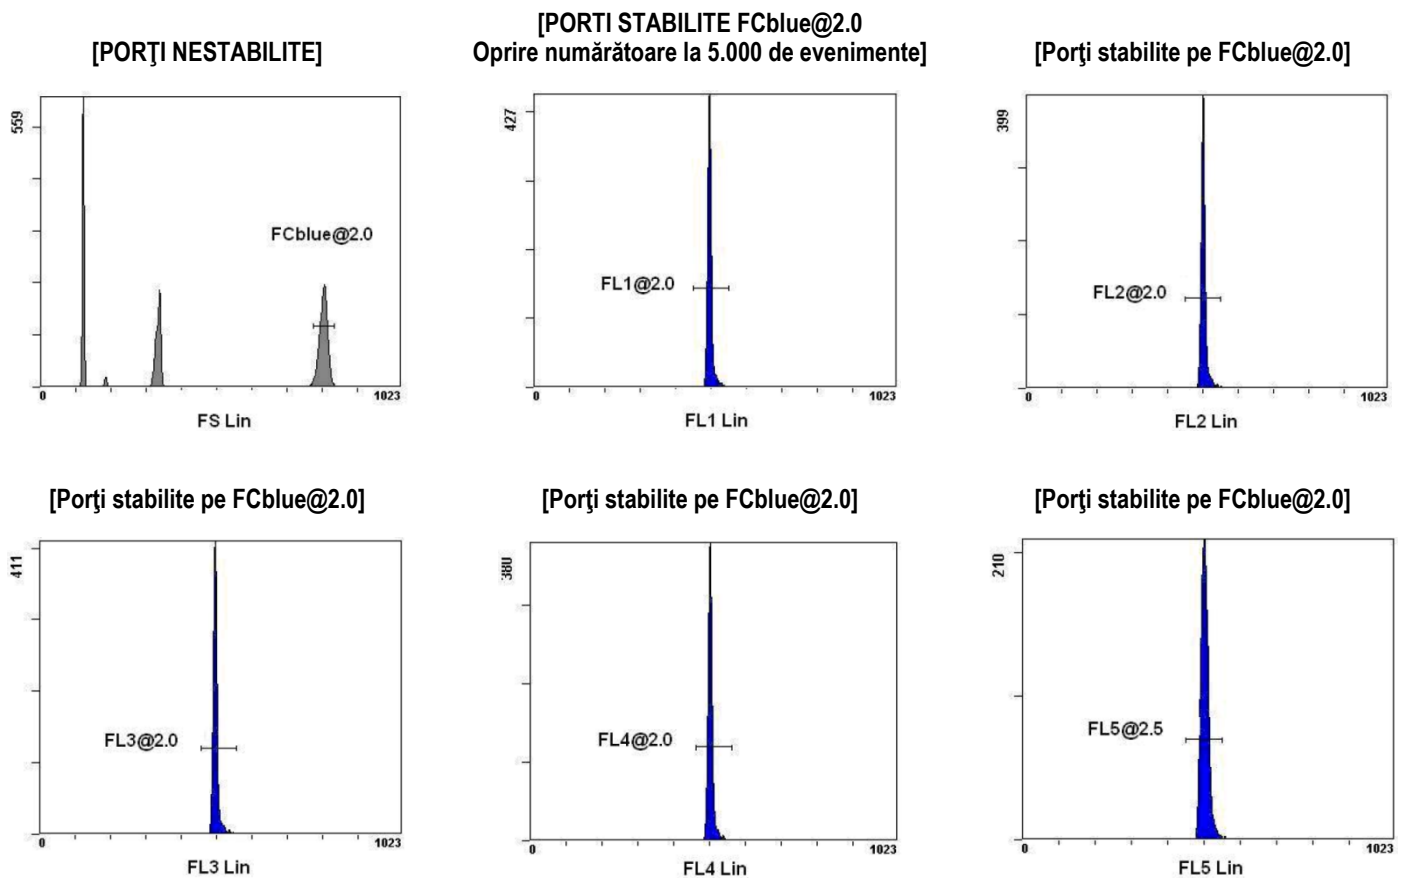 [PORŢI NESTABILITE]
559
FCblue@2.0
0
1023
FS Lin
[PORTI STABILITE FCblue@2.0
Oprire numărătoare la 5.000 de evenimente]
427
FL1@2.0
0
1023
FL1 Lin
[Porţi stabilite pe FCblue@2.0]
399
FL2@2.0
0
1023
FL2 Lin
[Porţi stabilite pe FCblue@2.0]
411
FL3@2.0
0
1023
FL3 Lin
[Porţi stabilite pe FCblue@2.0]
380
FL4@2.0
0
1023
FL4 Lin
[Porţi stabilite pe FCblue@2.0]
210
FL5@2.5
0
1023
FL5 Lin